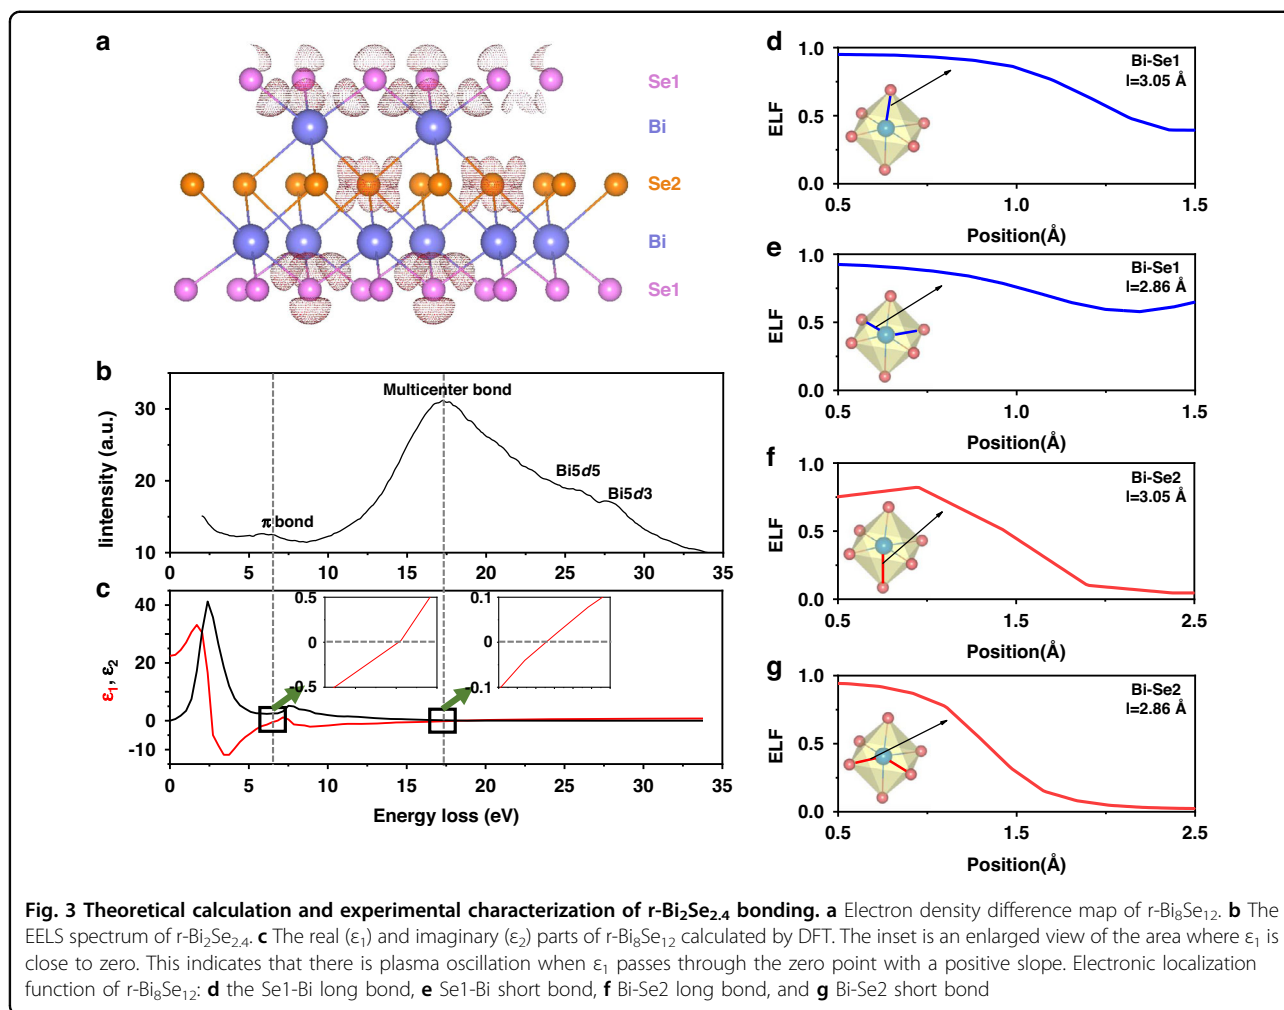 a
Se1
Bi
Se2
Bi
Se1
b
Multicenter bond
Bi5d5
Bi5d3
π bond
Iintensity (a.u.)
30
20
10
0 5 10 15 20 25 30 35
c
ε₁, ε₂
40
20
0
-10
0.5
0
-0.5
0.1
0
-0.1
0 5 10 15 20 25 30 35
Energy loss (eV)
d
Bi-Se1
l=3.05 Å
ELF
1.0
0.5
0.0
0.5 1.0 1.5
Position(Å)
e
Bi-Se1
l=2.86 Å
ELF
1.0
0.5
0.0
0.5 1.0 1.5
Position(Å)
f
Bi-Se2
l=3.05 Å
ELF
1.0
0.5
0.0
0.5 1.5 2.5
Position(Å)
g
Bi-Se2
l=2.86 Å
ELF
1.0
0.5
0.0
0.5 1.5 2.5
Position(Å)
Fig. 3 Theoretical calculation and experimental characterization of r-Bi₂Se₂.₄ bonding. a Electron density difference map of r-Bi₈Se₁₂. b The
EELS spectrum of r-Bi₂Se₂.₄. c The real (ε₁) and imaginary (ε₂) parts of r-Bi₈Se₁₂ calculated by DFT. The inset is an enlarged view of the area where ε₁ is
close to zero. This indicates that there is plasma oscillation when ε₁ passes through the zero point with a positive slope. Electronic localization
function of r-Bi₈Se₁₂: d the Se1-Bi long bond, e Se1-Bi short bond, f Bi-Se2 long bond, and g Bi-Se2 short bond